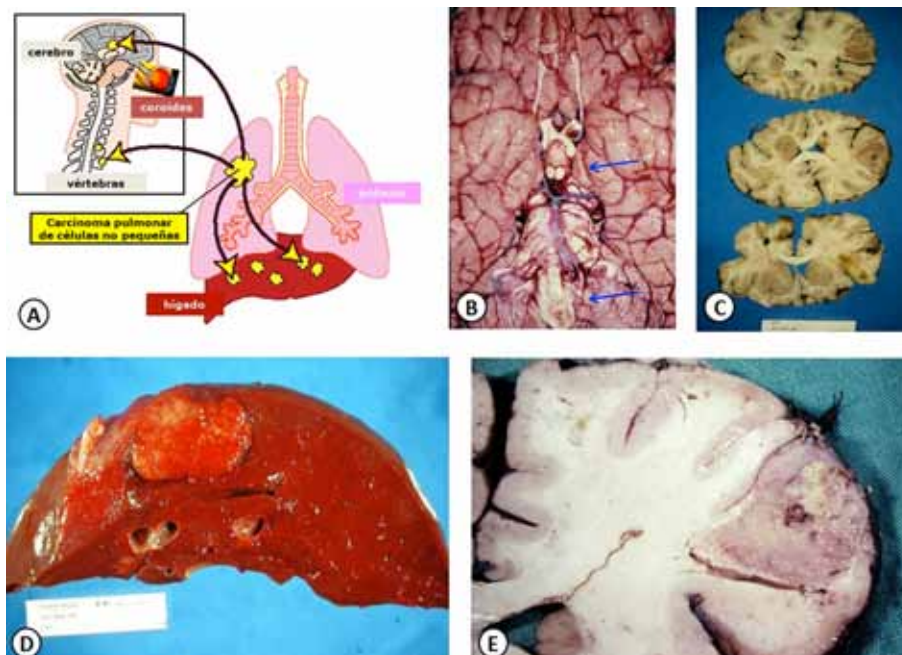 cerebro
coroides
vértebras
Carcinoma pulmonar
de células no pequeñas
hígado
A
B
C
D
E